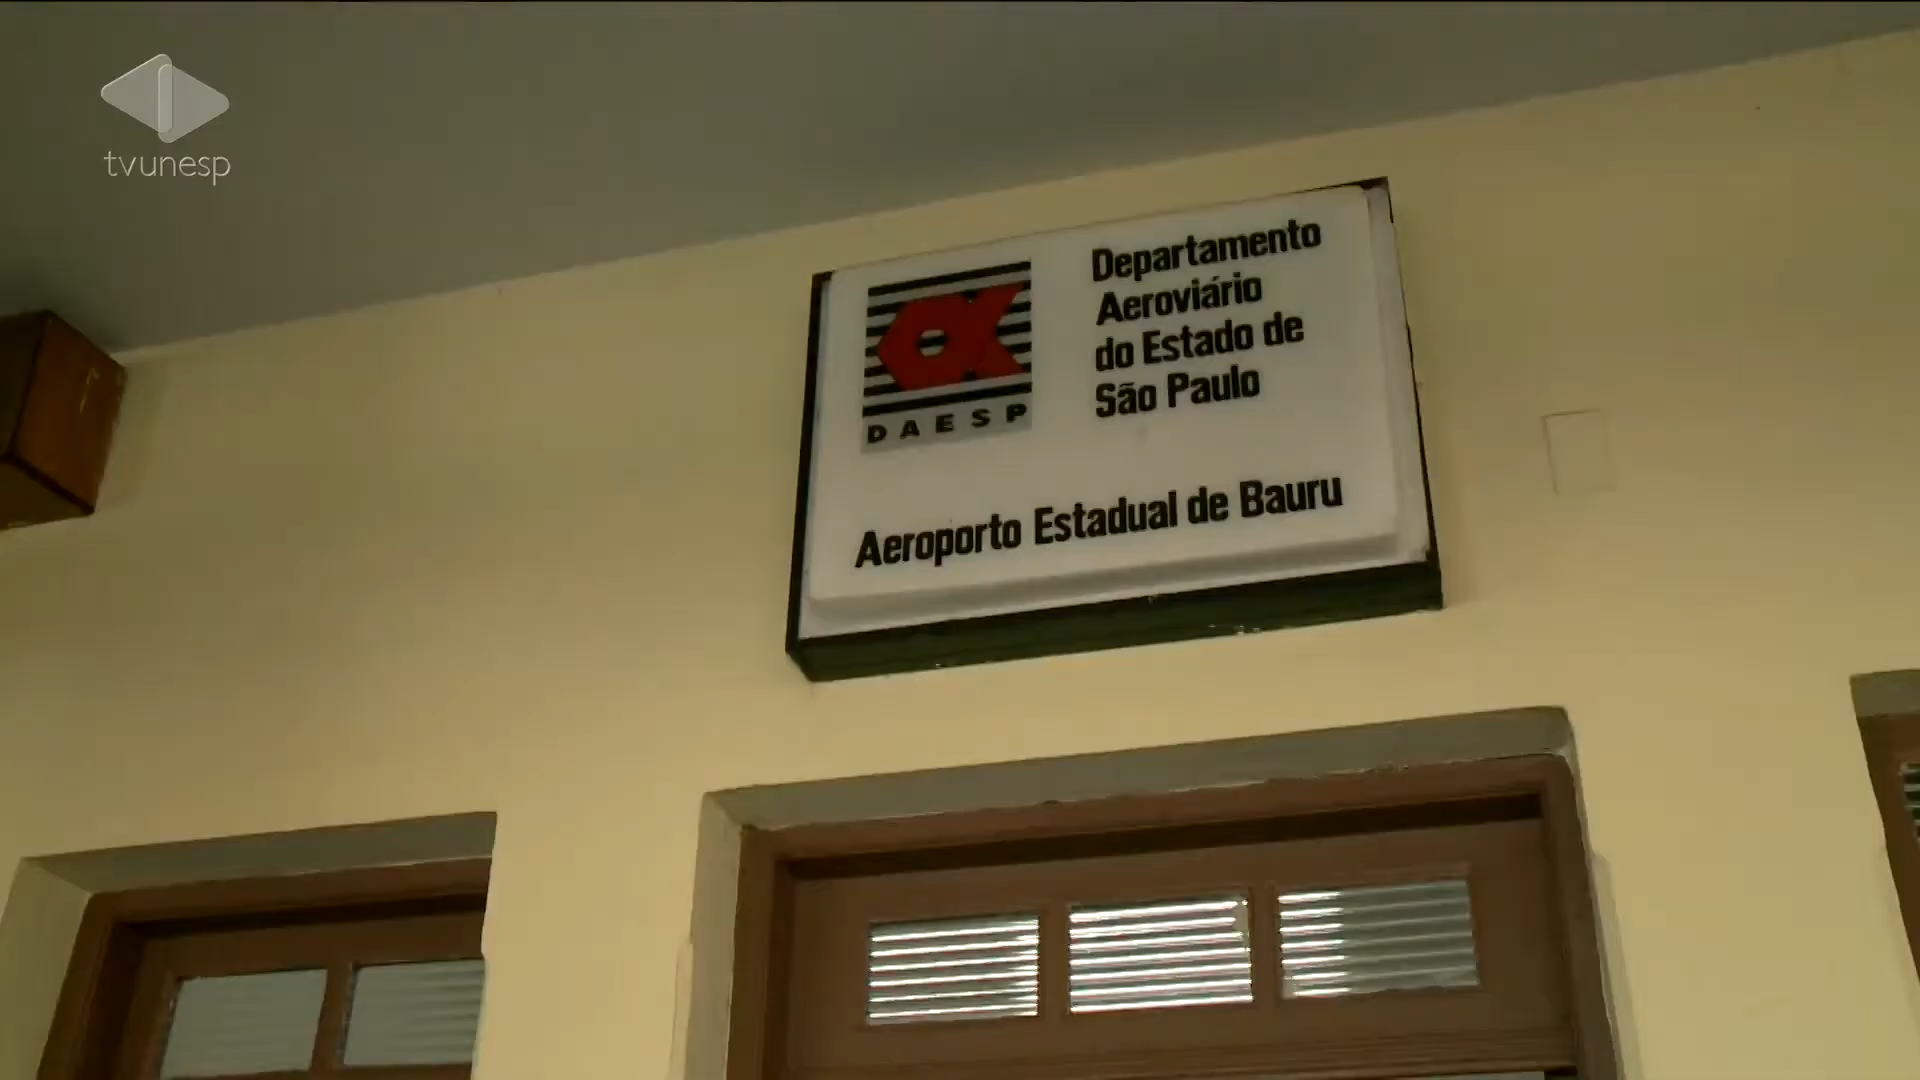 tvunesp
Departamento
Aeroviário
do Estado de
São Paulo
DAESP
Aeroporto Estadual de Bauru